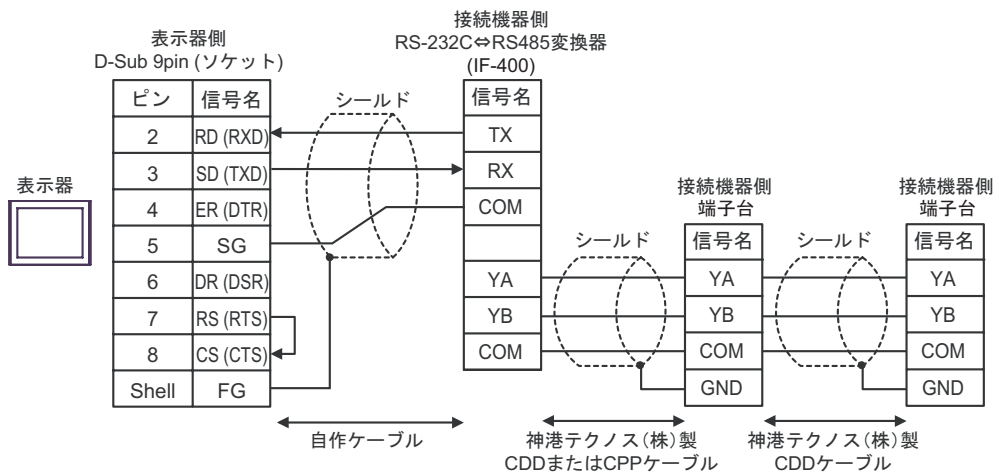 接続機器側
表示器側
RS-232C⇔RS485変換器
D-Sub 9pin (ソケット)
(IF-400)
ピン 信号名
シールド
信号名
2 RD (RXD)
TX
3 SD (TXD)
RX
表示器
4 ER (DTR)
COM
接続機器側
端子台
接続機器側
端子台
5 SG
シールド
信号名
シールド
信号名
6 DR (DSR)
YA
YA
YA
7 RS (RTS)
YB
YB
YB
8 CS (CTS)
COM
COM
COM
Shell FG
GND
GND
自作ケーブル
神港テクノス(株)製
CDDまたはCPPケーブル
神港テクノス(株)製
CDDケーブル